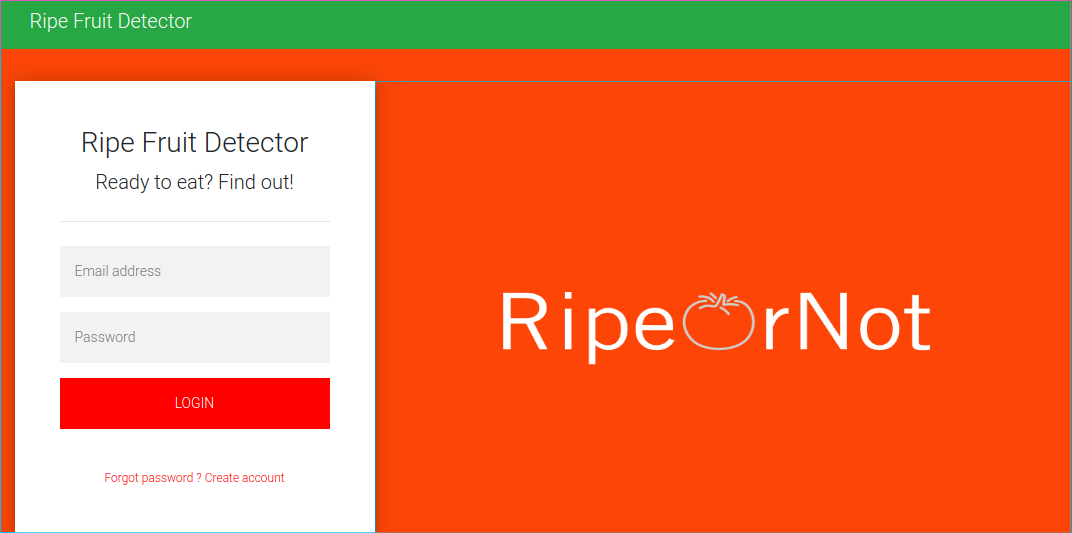 Ripe Fruit Detector
Ripe Fruit Detector
Ready to eat? Find out!
Email address
Password
LOGIN
Forgot password ? Create account
RipeOrNot